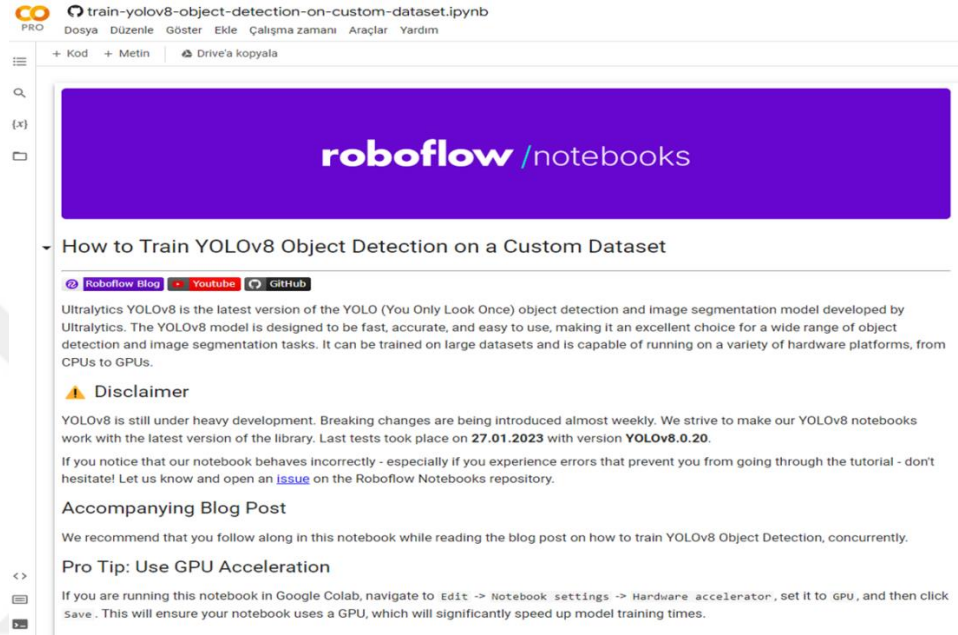 CO
PRO
train-yolov8-object-detection-on-custom-dataset.ipynb
Dosya Düzenle Göster Ekle Çalışma zamanı Araçlar Yardım
+ Kod + Metin Drive'a kopyala
{x}
roboflow /notebooks
How to Train YOLOv8 Object Detection on a Custom Dataset
Roboflow Blog Youtube GitHub
Ultralytics YOLOv8 is the latest version of the YOLO (You Only Look Once) object detection and image segmentation model developed by
Ultralytics. The YOLOv8 model is designed to be fast, accurate, and easy to use, making it an excellent choice for a wide range of object
detection and image segmentation tasks. It can be trained on large datasets and is capable of running on a variety of hardware platforms, from
CPUs to GPUs.
Disclaimer
YOLOv8 is still under heavy development. Breaking changes are being introduced almost weekly. We strive to make our YOLOv8 notebooks
work with the latest version of the library. Last tests took place on 27.01.2023 with version YOLOv8.0.20.
If you notice that our notebook behaves incorrectly - especially if you experience errors that prevent you from going through the tutorial - don't
hesitate! Let us know and open an issue on the Roboflow Notebooks repository.
Accompanying Blog Post
We recommend that you follow along in this notebook while reading the blog post on how to train YOLOv8 Object Detection, concurrently.
Pro Tip: Use GPU Acceleration
If you are running this notebook in Google Colab, navigate to Edit -> Notebook settings -> Hardware accelerator, set it to GPU, and then click
Save. This will ensure your notebook uses a GPU, which will significantly speed up model training times.